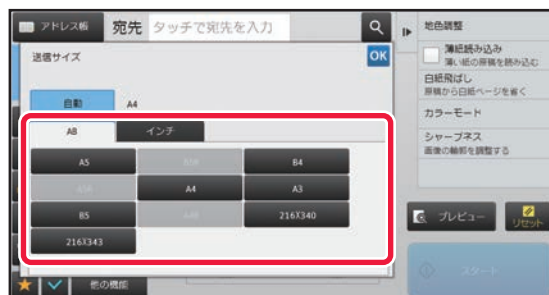 アドレス帳
宛先
タッチで宛先を入力
送信サイズ
OK
自動
A4
AB
インチ
A5
B4
A4
A3
B5
216X340
216X343
他の機能
地色調整
薄紙読み込み
薄い紙の原稿を読み込む
白紙飛ばし
原稿から白紙ページを省く
カラーモード
シャープネス
画像の輪郭を調整する
プレビュー
リセット
スタート